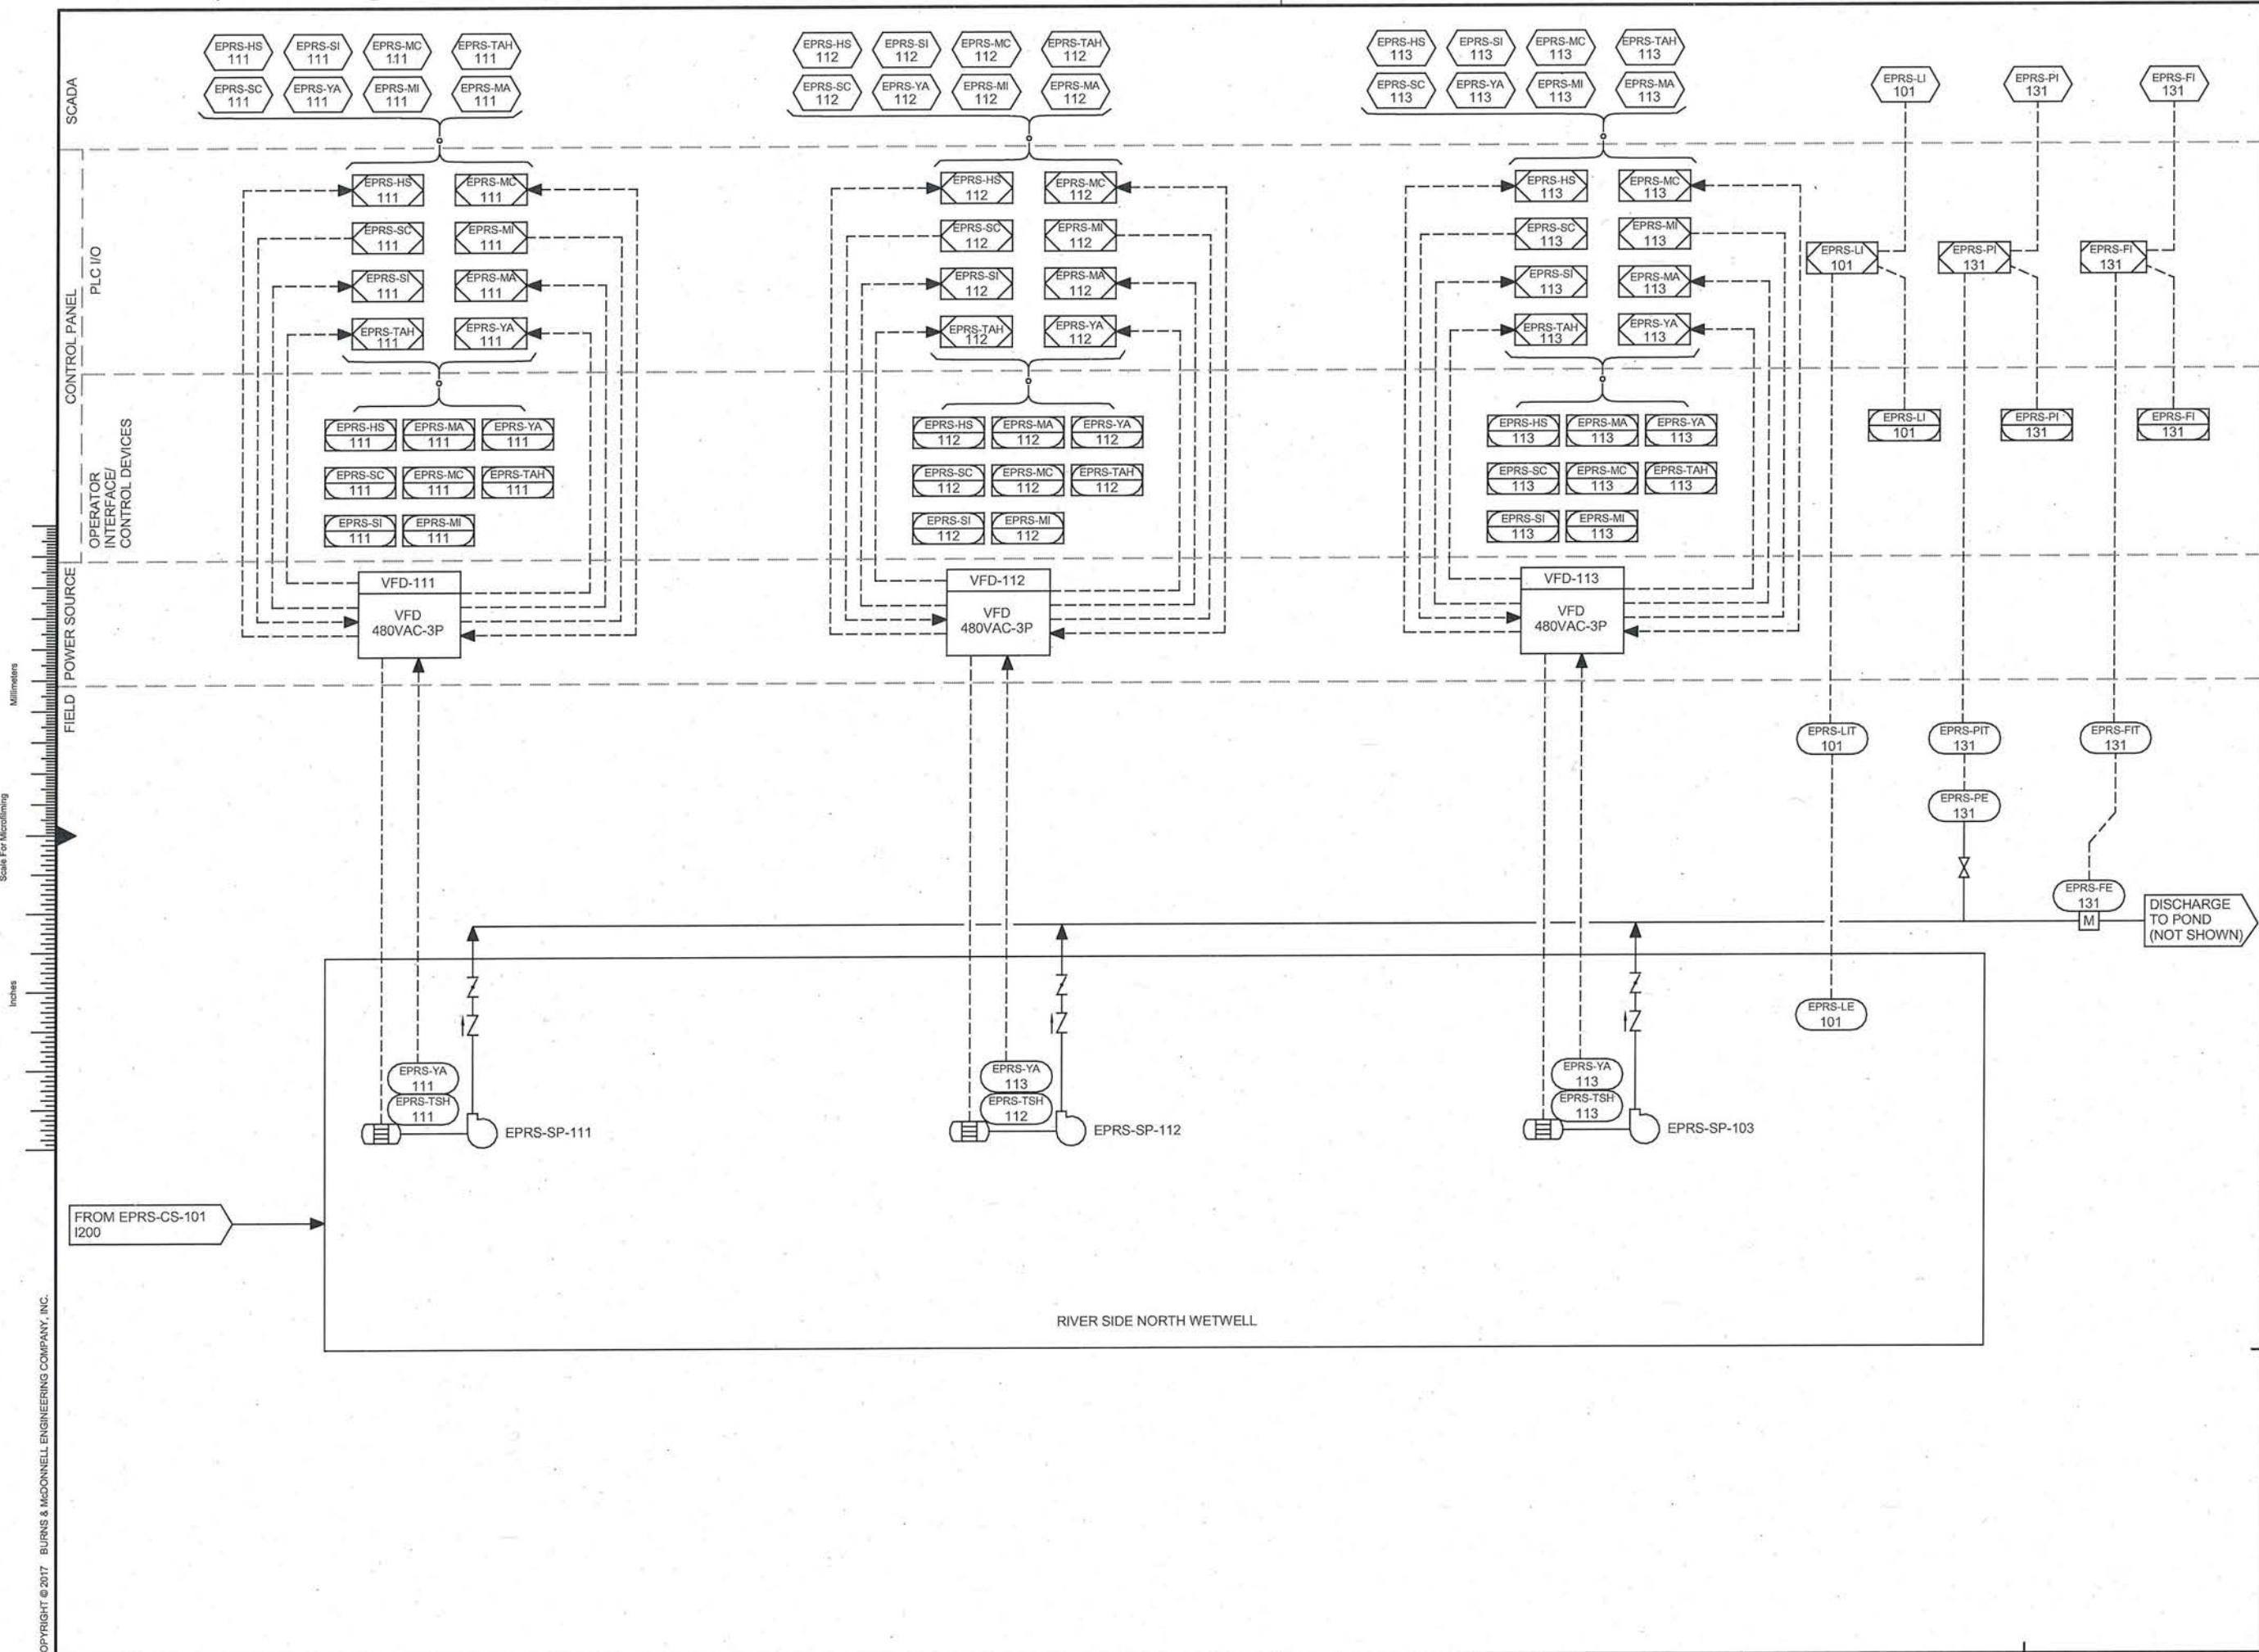 SCADA
EPRS-HS
111
EPRS-SI
111
EPRS-MC
111
EPRS-TAH
111
EPRS-SC
111
EPRS-YA
111
EPRS-MI
111
EPRS-MA
111
EPRS-HS
112
EPRS-SI
112
EPRS-MC
112
EPRS-TAH
112
EPRS-SC
112
EPRS-YA
112
EPRS-MI
112
EPRS-MA
112
EPRS-HS
113
EPRS-SI
113
EPRS-MC
113
EPRS-TAH
113
EPRS-SC
113
EPRS-YA
113
EPRS-MI
113
EPRS-MA
113
EPRS-LI
101
EPRS-PI
131
EPRS-FI
131
CONTROL PANEL
PLC I/O
EPRS-HS
111
EPRS-MC
111
EPRS-SC
111
EPRS-MI
111
EPRS-SI
111
EPRS-MA
111
EPRS-TAH
111
EPRS-YA
111
EPRS-HS
112
EPRS-MC
112
EPRS-SC
112
EPRS-MI
112
EPRS-SI
112
EPRS-MA
112
EPRS-TAH
112
EPRS-YA
112
EPRS-HS
113
EPRS-MC
113
EPRS-SC
113
EPRS-MI
113
EPRS-SI
113
EPRS-MA
113
EPRS-TAH
113
EPRS-YA
113
EPRS-LI
101
EPRS-PI
131
EPRS-FI
131
OPERATOR
INTERFACE/
CONTROL DEVICES
EPRS-HS
111
EPRS-MA
111
EPRS-YA
111
EPRS-SC
111
EPRS-MC
111
EPRS-TAH
111
EPRS-SI
111
EPRS-MI
111
EPRS-HS
112
EPRS-MA
112
EPRS-YA
112
EPRS-SC
112
EPRS-MC
112
EPRS-TAH
112
EPRS-SI
112
EPRS-MI
112
EPRS-HS
113
EPRS-MA
113
EPRS-YA
113
EPRS-SC
113
EPRS-MC
113
EPRS-TAH
113
EPRS-SI
113
EPRS-MI
113
EPRS-LI
101
EPRS-PI
131
EPRS-FI
131
POWER SOURCE
VFD-111
VFD
480VAC-3P
VFD-112
VFD
480VAC-3P
VFD-113
VFD
480VAC-3P
FIELD
EPRS-LIT
101
EPRS-PIT
131
EPRS-FIT
131
EPRS-PE
131
EPRS-FE
131
M
DISCHARGE
TO POND
(NOT SHOWN)
EPRS-LE
101
EPRS-YA
111
EPRS-TSH
111
EPRS-SP-111
EPRS-YA
113
EPRS-TSH
112
EPRS-SP-112
EPRS-YA
113
EPRS-TSH
113
EPRS-SP-103
FROM EPRS-CS-101
I200
RIVER SIDE NORTH WETWELL
Millimeters
Scale For Microfilming
Inches
OPYRIGHT © 2017 BURNS & McDONNELL ENGINEERING COMPANY, INC.